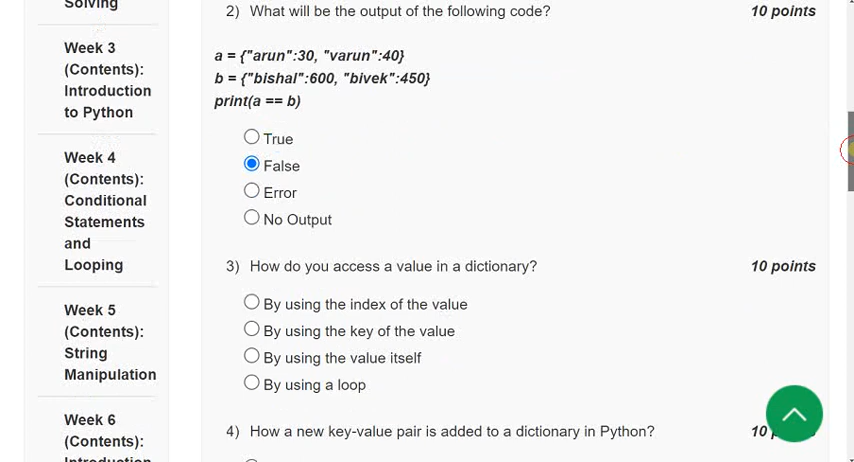 Solving
Week 3
(Contents):
Introduction
to Python
Week 4
(Contents):
Conditional
Statements
and
Looping
Week 5
(Contents):
String
Manipulation
Week 6
(Contents):
2) What will be the output of the following code? 10 points
a = {"arun":30, "varun":40}
b = {"bishal":600, "bivek":450}
print(a == b)
True
False
Error
No Output
3) How do you access a value in a dictionary? 10 points
By using the index of the value
By using the key of the value
By using the value itself
By using a loop
4) How a new key-value pair is added to a dictionary in Python? 10